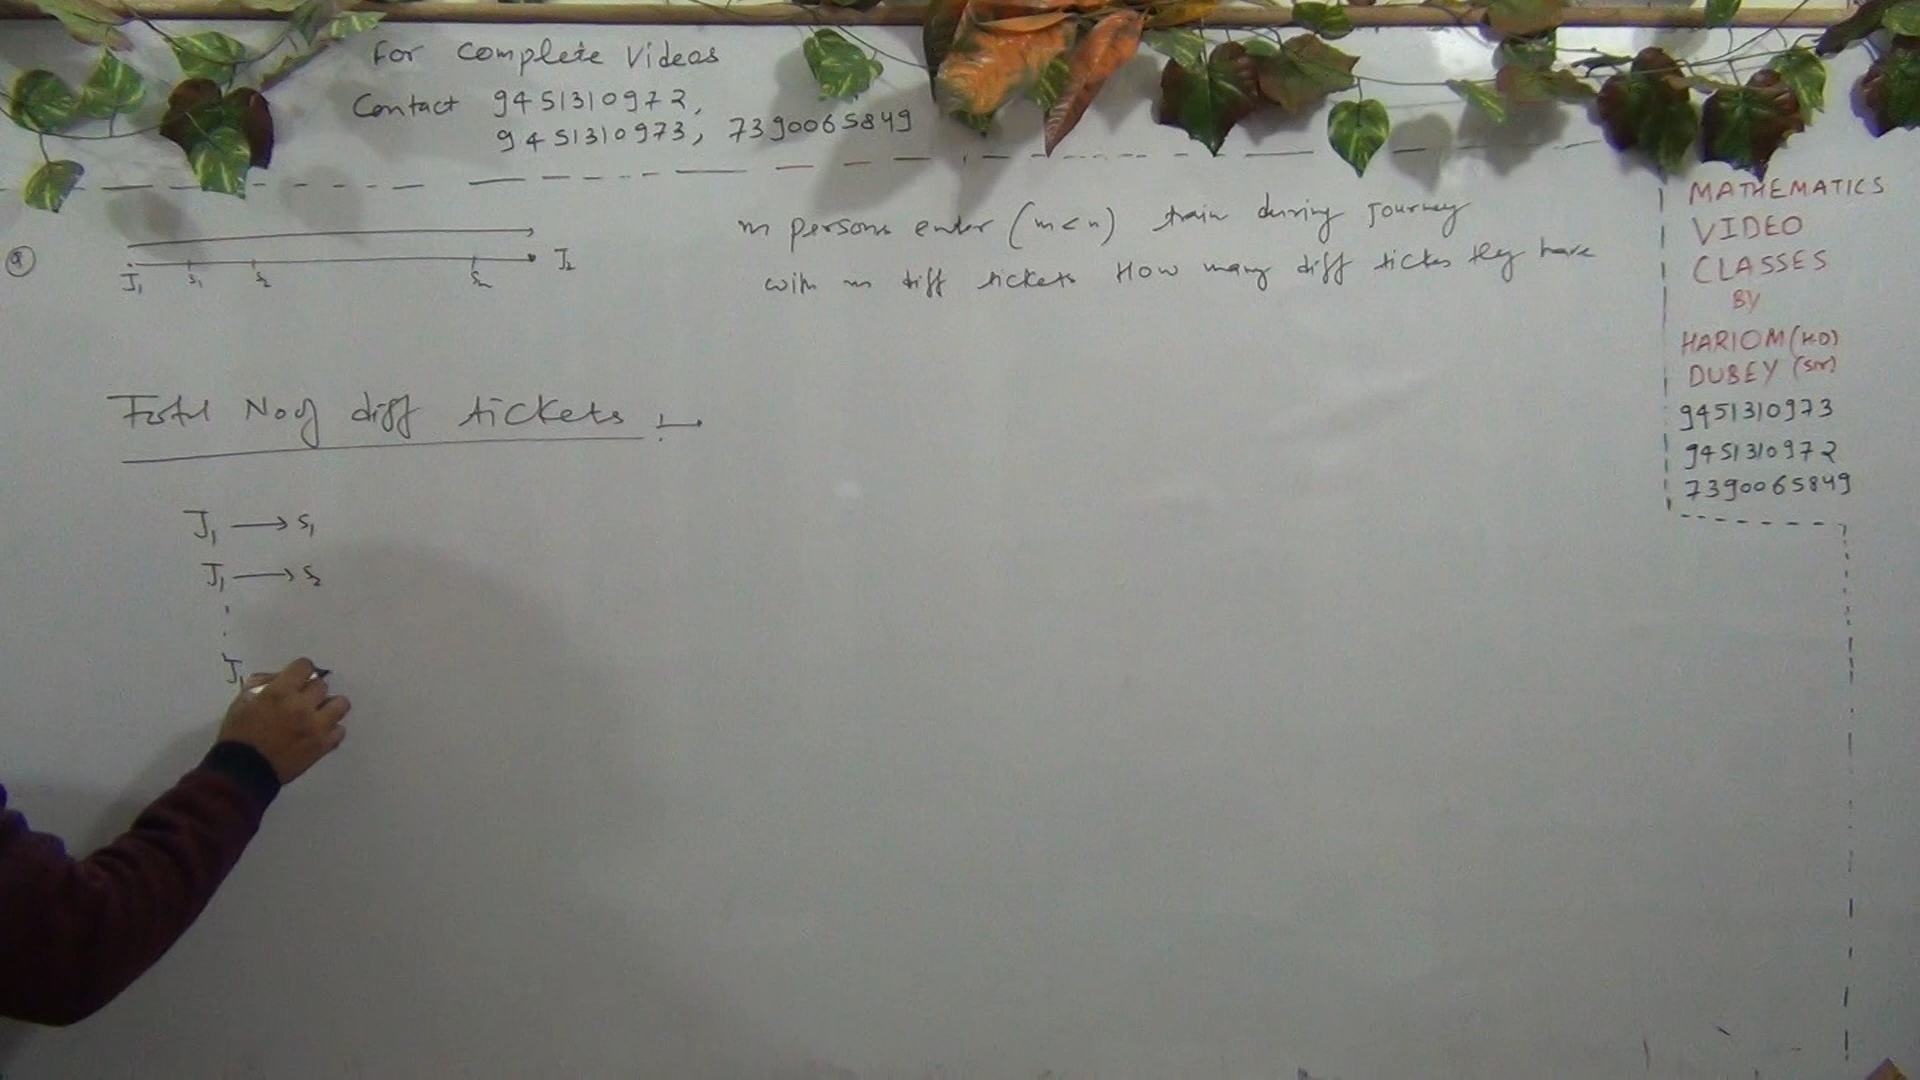 For Complete Videos
Contact 9451310972,
9451310973, 7390065849
Q
J₁ S₁ S₂ Sn J₂
m persons enter (m<n) train during journey
with m diff tickets How many diff tickes they have
Total No of diff tickets :→
J₁ → S₁
J₁ → S₂
J₁
MATHEMATICS
VIDEO
CLASSES
BY
HARIOM (H.D)
DUBEY (Sir)
9451310973
9451310972
7390065849